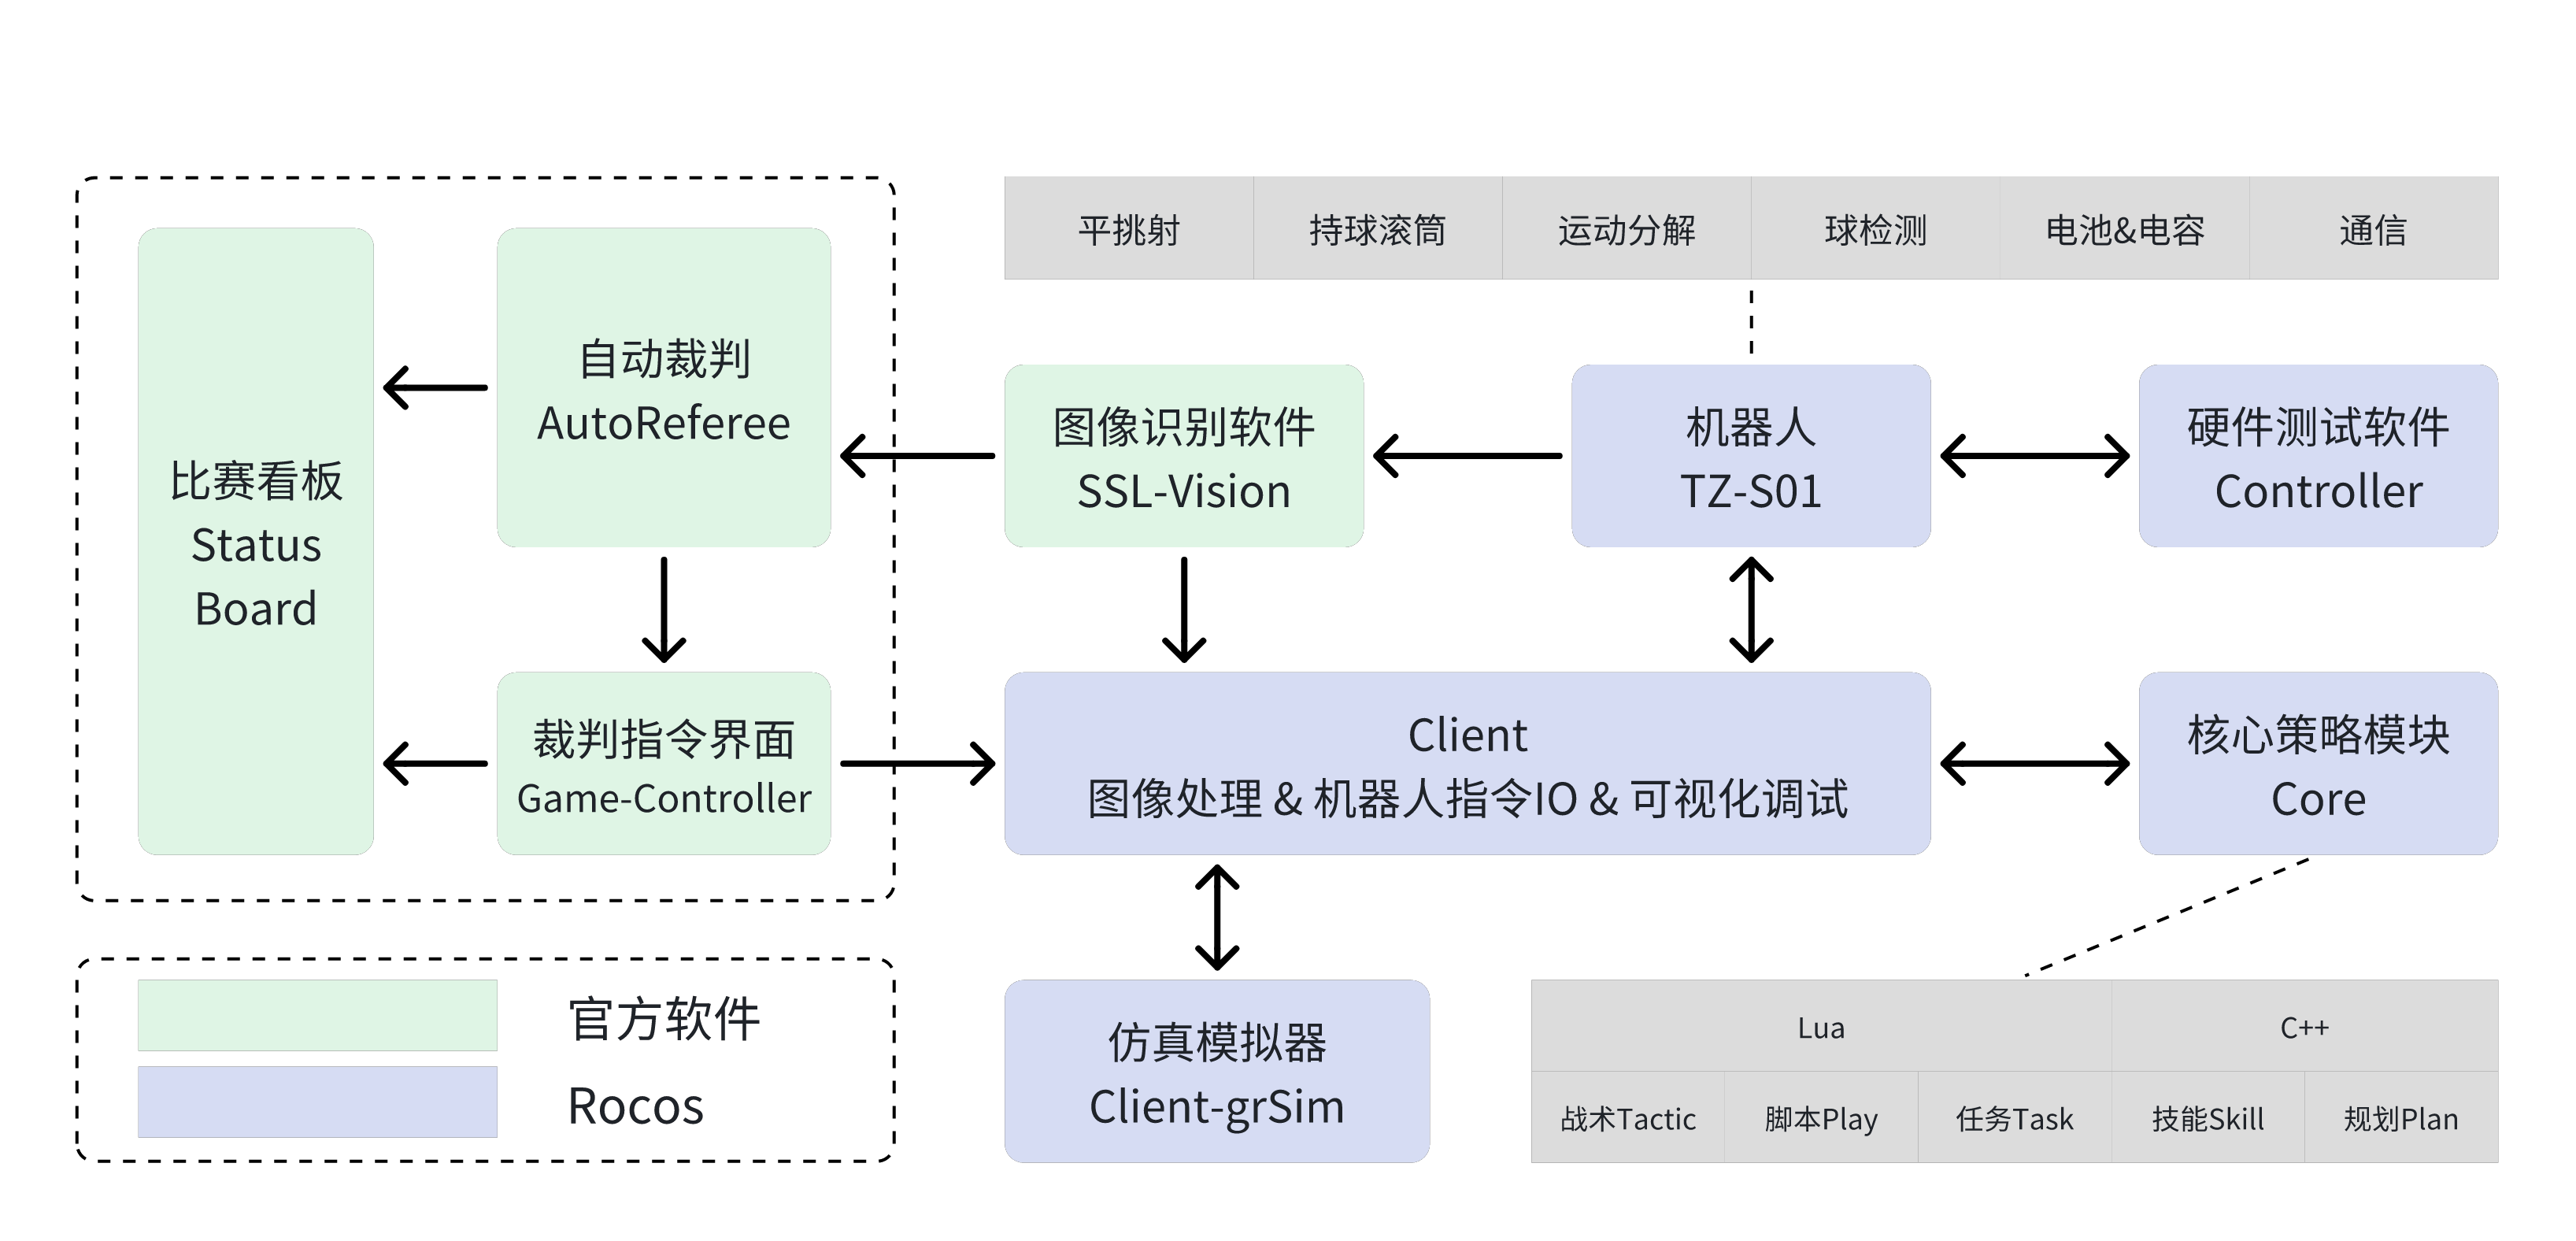 平挑射
持球滚筒
运动分解
球检测
电池&电容
通信
比赛看板
Status
Board
自动裁判
AutoReferee
图像识别软件
SSL-Vision
机器人
TZ-S01
硬件测试软件
Controller
裁判指令界面
Game-Controller
Client
图像处理 & 机器人指令IO & 可视化调试
核心策略模块
Core
官方软件
Rocos
仿真模拟器
Client-grSim
Lua
C++
战术Tactic
脚本Play
任务Task
技能Skill
规划Plan